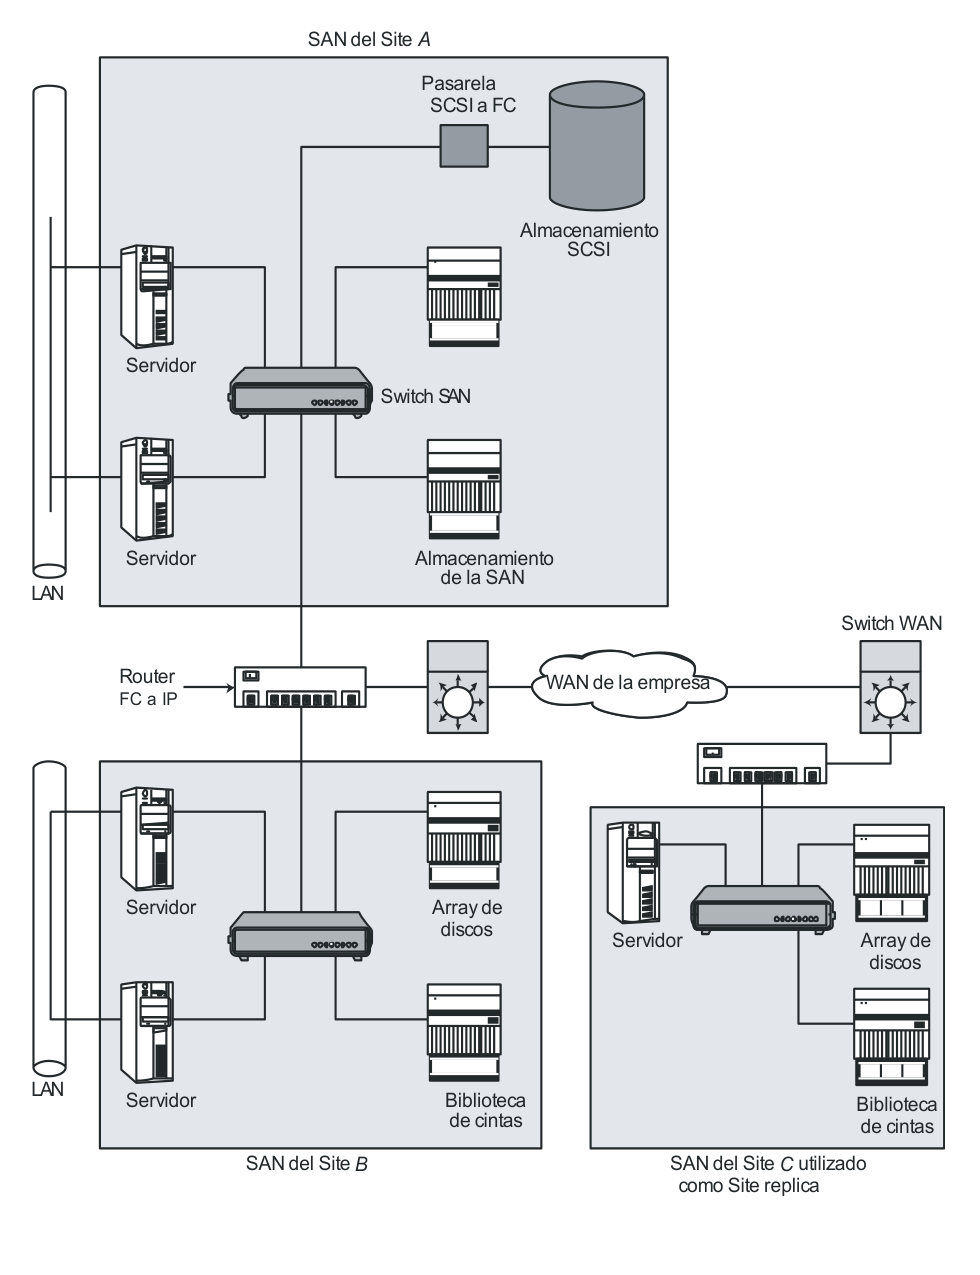 SAN del Site A
Pasarela
SCSI a FC
Almacenamiento
SCSI
Servidor
Switch SAN
Servidor
Almacenamiento
de la SAN
LAN
Switch WAN
Router
FC a IP
WAN de la empresa
Servidor
Array de
discos
Servidor
Array de
discos
LAN
Servidor
Biblioteca
de cintas
Biblioteca
de cintas
SAN del Site B
SAN del Site C utilizado
como Site replica